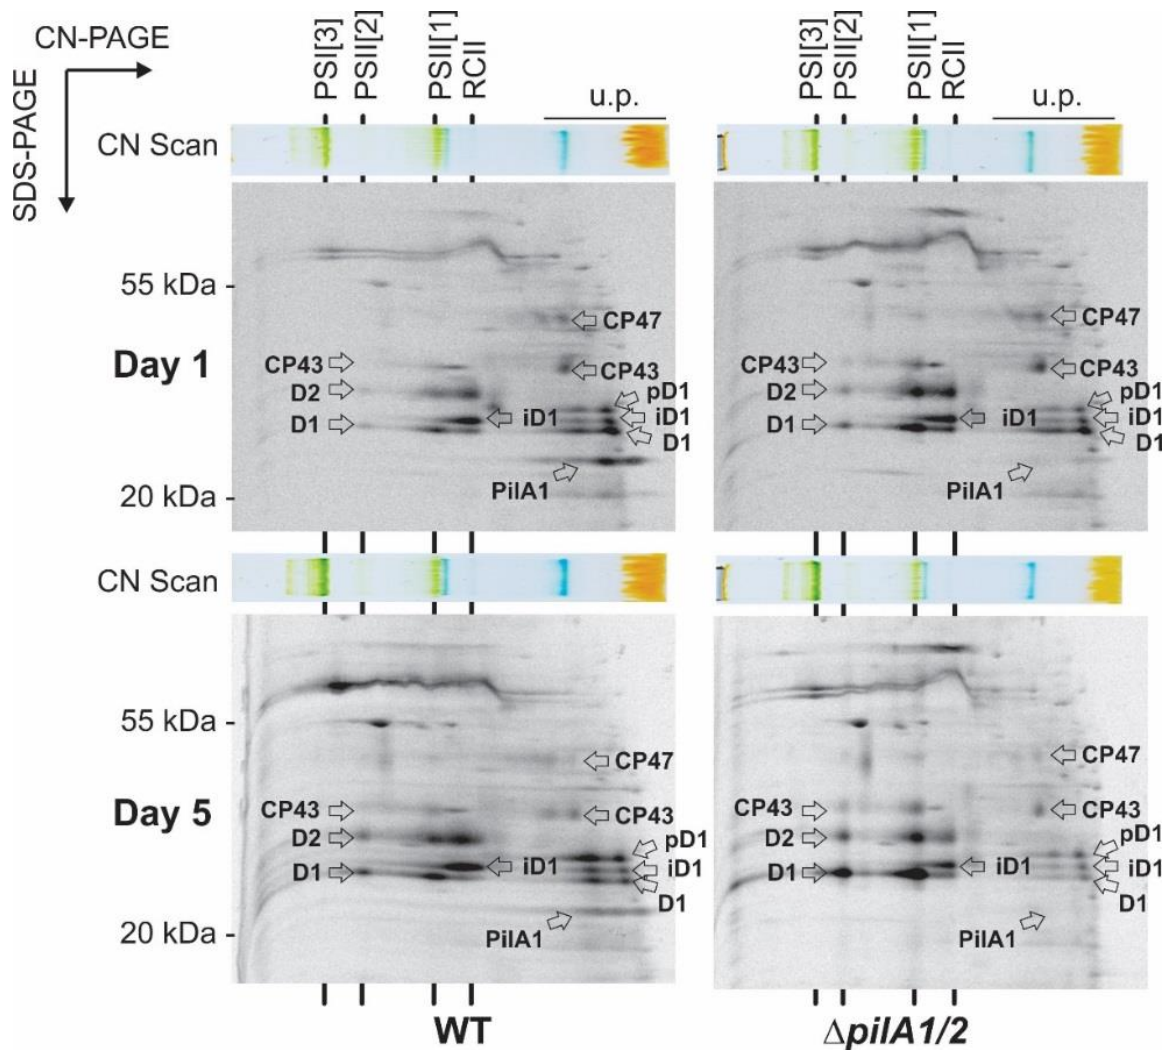 CN-PAGE
SDS-PAGE
PSI[3]
PSII[2]
PSII[1]
RCII
u.p.
PSI[3]
PSII[2]
PSII[1]
RCII
u.p.
CN Scan
55 kDa -
Day 1
20 kDa -
CP47
CP43
CP43
D2
D1
iD1
pD1
iD1
D1
PilA1
CP47
CP43
CP43
D2
D1
iD1
pD1
iD1
D1
PilA1
CN Scan
55 kDa -
Day 5
20 kDa -
CP47
CP43
CP43
D2
D1
iD1
pD1
iD1
D1
PilA1
CP47
CP43
CP43
D2
D1
iD1
pD1
iD1
D1
PilA1
WT
ΔpilA1/2